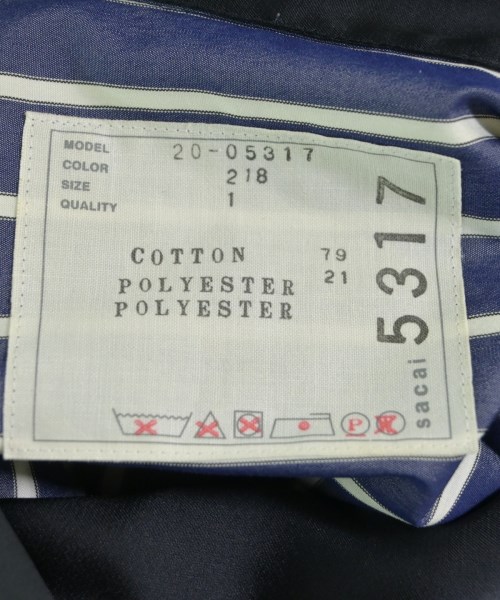 MODEL 20-05317
COLOR 218
SIZE 1
QUALITY
COTTON 79
POLYESTER 21
POLYESTER
sacai 5317
P